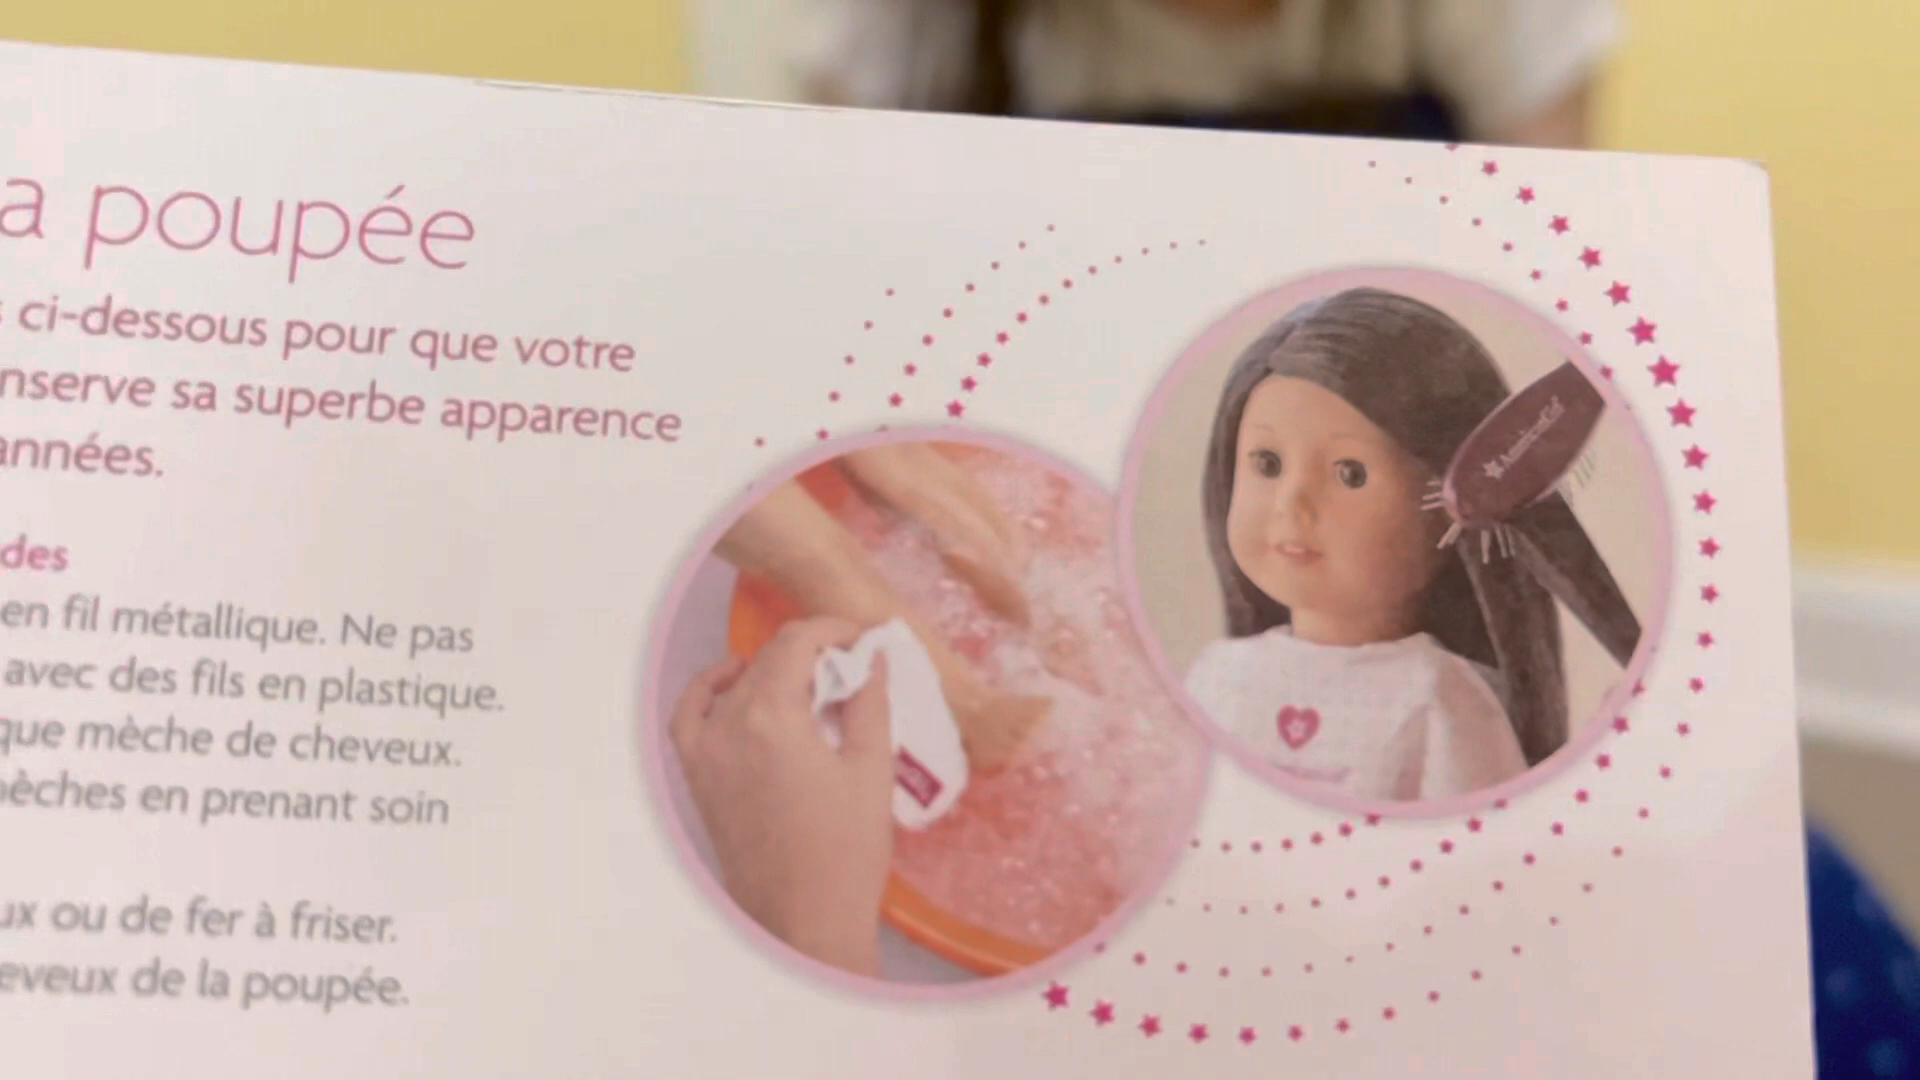 a poupée
ci-dessous pour que votre
nserve sa superbe apparence
années.
des
en fil métallique. Ne pas
avec des fils en plastique.
que mèche de cheveux.
èches en prenant soin
ux ou de fer à friser.
eveux de la poupée.
AmericanGirl